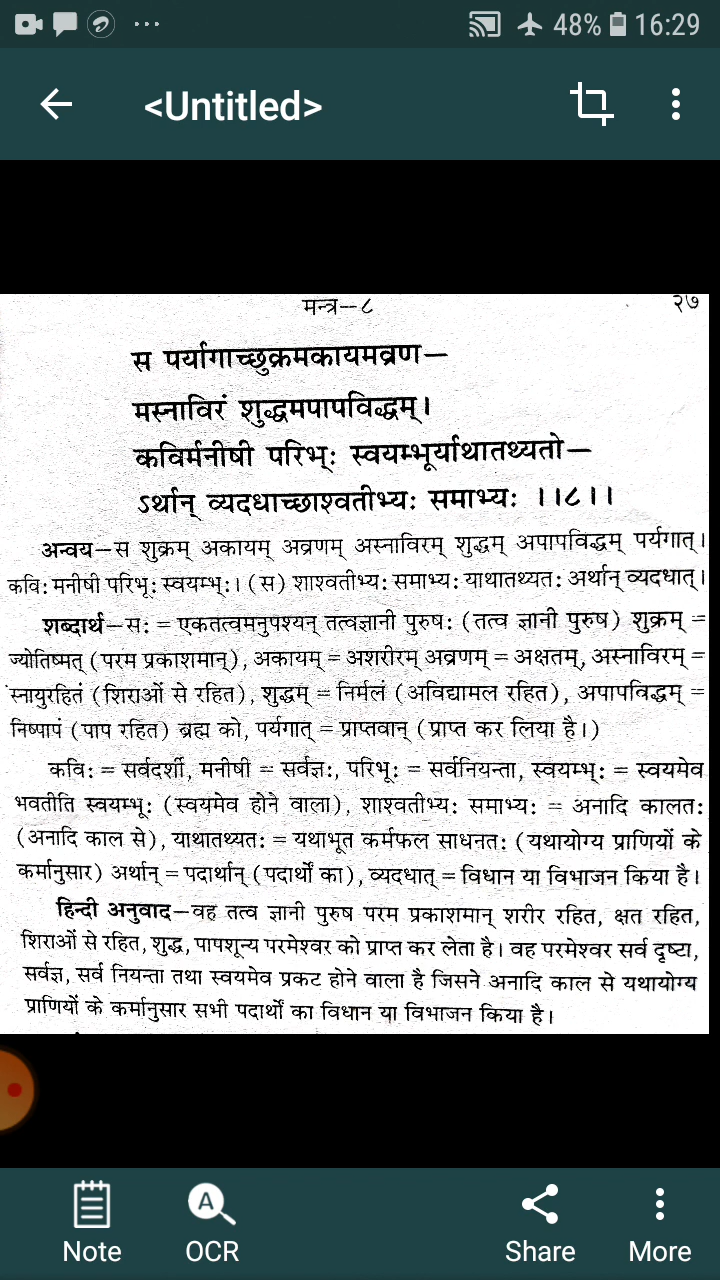 48% 16:29
<Untitled>
मन्त्र–८ २७
स पर्यागाच्छुक्रमकायमव्रण–
मस्नाविरं शुद्धमपापविद्धम्।
कविर्मनीषी परिभूः स्वयम्भूर्याथातथ्यतो–
ऽर्थान् व्यदधाच्छाश्वतीभ्यः समाभ्यः ।।८।।
अन्वय–स शुक्रम् अकायम् अव्रणम् अस्नाविरम् शुद्धम् अपापविद्धम् पर्यगात्।
कविः मनीषी परिभूः स्वयम्भूः। (स) शाश्वतीभ्यः समाभ्यः याथातथ्यतः अर्थान् व्यदधात्।
शब्दार्थ–सः = एकतत्वमनुपश्यन् तत्वज्ञानी पुरुषः (तत्व ज्ञानी पुरुष) शुक्रम् =
ज्योतिष्मत् (परम प्रकाशमान्), अकायम् = अशरीरम् अव्रणम् = अक्षतम्, अस्नाविरम् =
स्नायुरहितं (शिराओं से रहित), शुद्धम् = निर्मलं (अविद्यामल रहित), अपापविद्धम् =
निष्पापं (पाप रहित) ब्रह्म को, पर्यगात् = प्राप्तवान् (प्राप्त कर लिया है।)
कविः = सर्वदर्शी, मनीषी = सर्वज्ञः, परिभूः = सर्वनियन्ता, स्वयम्भूः = स्वयमेव
भवतीति स्वयम्भूः (स्वयमेव होने वाला), शाश्वतीभ्यः समाभ्यः = अनादि कालतः
(अनादि काल से), याथातथ्यतः = यथाभूत कर्मफल साधनतः (यथायोग्य प्राणियों के
कर्मानुसार) अर्थान् = पदार्थान् (पदार्थों का), व्यदधात् = विधान या विभाजन किया है।
हिन्दी अनुवाद–वह तत्व ज्ञानी पुरुष परम प्रकाशमान् शरीर रहित, क्षत रहित,
शिराओं से रहित, शुद्ध, पापशून्य परमेश्वर को प्राप्त कर लेता है। वह परमेश्वर सर्व दृष्टा,
सर्वज्ञ, सर्व नियन्ता तथा स्वयमेव प्रकट होने वाला है जिसने अनादि काल से यथायोग्य
प्राणियों के कर्मानुसार सभी पदार्थों का विधान या विभाजन किया है।
A
Note OCR Share More